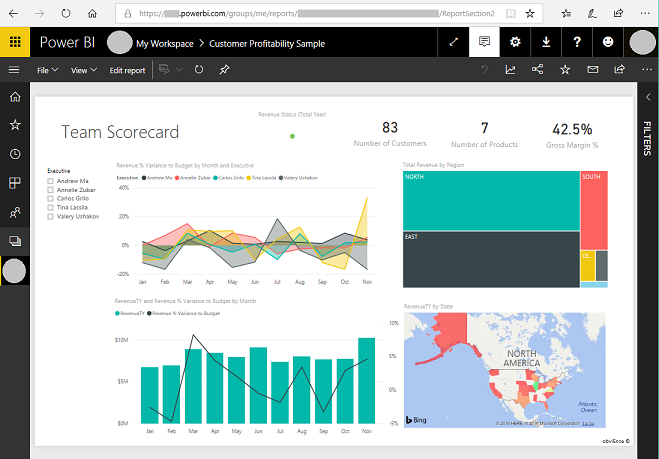 https:// .powerbi.com/groups/me/reports/ /ReportSection2
Power BI My Workspace > Customer Profitability Sample
File View Edit report
FILTERS
Team Scorecard
Revenue Status (Total Year)
83
Number of Customers
7
Number of Products
42.5%
Gross Margin %
Executive
Andrew Ma
Annelie Zubar
Carlos Grilo
Tina Lassila
Valery Ushakov
Revenue % Variance to Budget by Month and Executive
Executive Andrew Ma Annelie Zubar Carlos Grilo Tina Lassila Valery Ushakov
40%
20%
0%
-20%
Jan Feb Mar Apr May Jun Jul Aug Sep Oct Nov
Total Revenue by Region
NORTH
SOUTH
EAST
CE...
RevenueTY and Revenue % Variance to Budget by Month
RevenueTY Revenue % Variance to Budget
$10M
$5M
$0M
10%
5%
0%
-5%
Jan Feb Mar Apr May Jun Jul Aug Sep Oct Nov
RevenueTY by State
NORTH
AMERICA
Atlantic
Ocean
Bing
© 2018 HERE, © 2018 Microsoft Corporation Terms
obviEnce ©